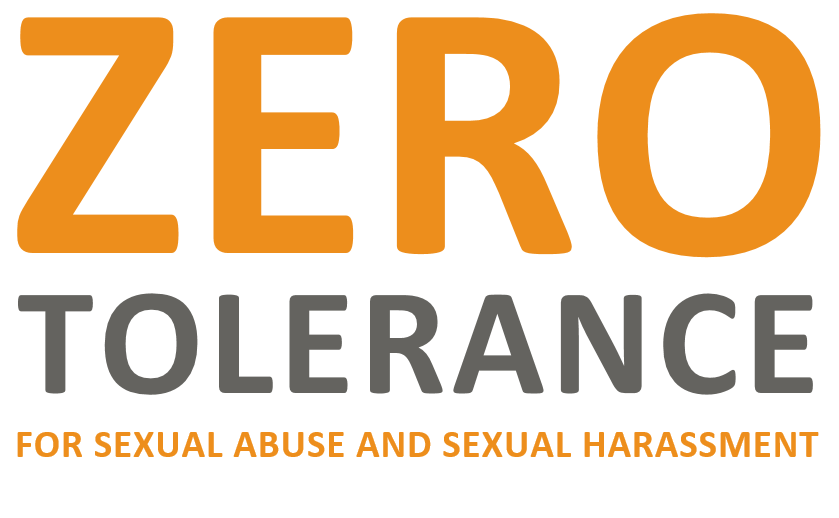 ZERO
TOLERANCE
FOR SEXUAL ABUSE AND SEXUAL HARASSMENT